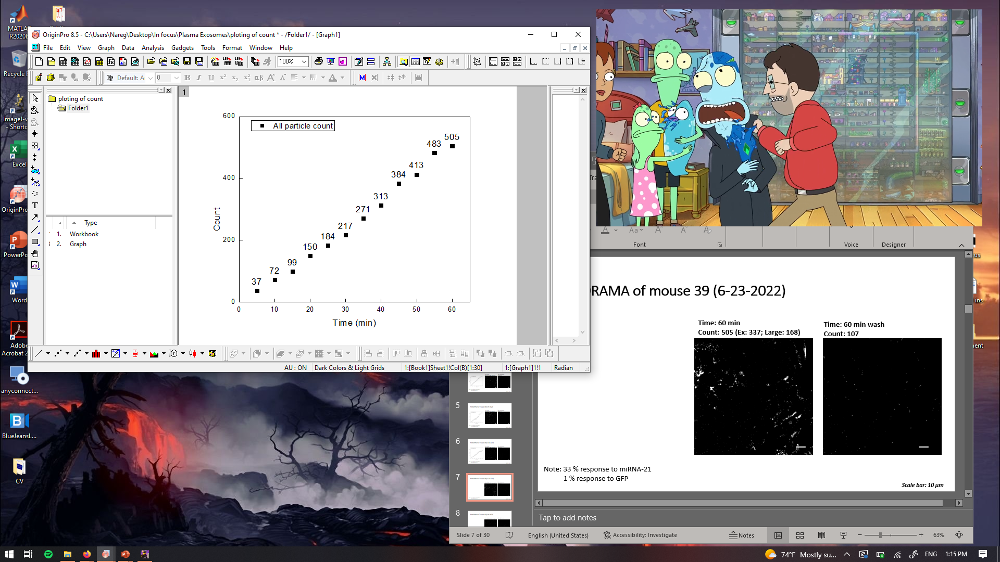 MATLAB
R2020b
Recycle
ImageJ-w
- Shortc
Excel
OriginPro
PowerPo
Word
Adobe
Acrobat 2
anyconnect...
BlueJeansL...
CV
OriginPro 8.5 - C:\Users\Nareg\Desktop\In focus\Plasma Exosomes\ploting of count * - /Folder1/ - [Graph1]
File Edit View Graph Data Analysis Gadgets Tools Format Window Help
100%
Default: A 0
ploting of count
Folder1
Type
1. Workbook
2. Graph
1
All particle count
600
400
200
0
Count
37
72
99
150
184
217
271
313
384
413
483
505
0 10 20 30 40 50 60
Time (min)
AU : ON Dark Colors & Light Grids 1:[Book1]Sheet1!Col(B)[1:30] 1:[Graph1]1!1 Radian
Font Voice Designer
RAMA of mouse 39 (6-23-2022)
Time: 60 min
Count: 505 (Ex: 337; Large: 168)
Time: 60 min wash
Count: 107
Note: 33 % response to miRNA-21
1 % response to GFP
Scale bar: 10 µm
5
6
7
8
Tap to add notes
Slide 7 of 30 English (United States) Accessibility: Investigate Notes 63%
74°F Mostly su... ENG 1:15 PM